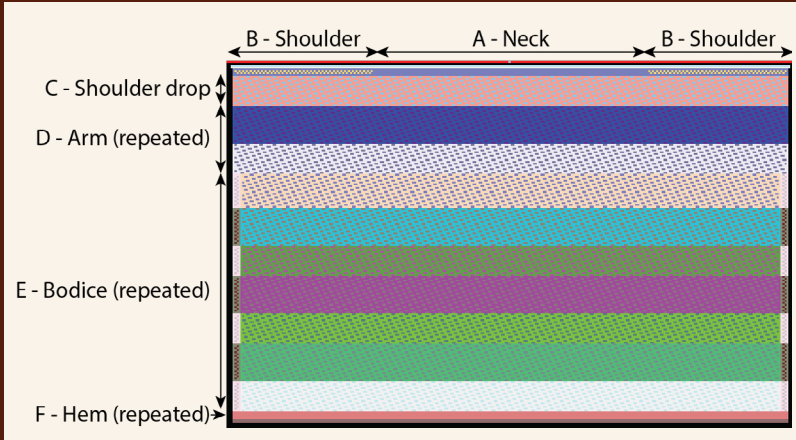 B - Shoulder
A - Neck
B - Shoulder
C - Shoulder drop
D - Arm (repeated)
E - Bodice (repeated)
F - Hem (repeated)